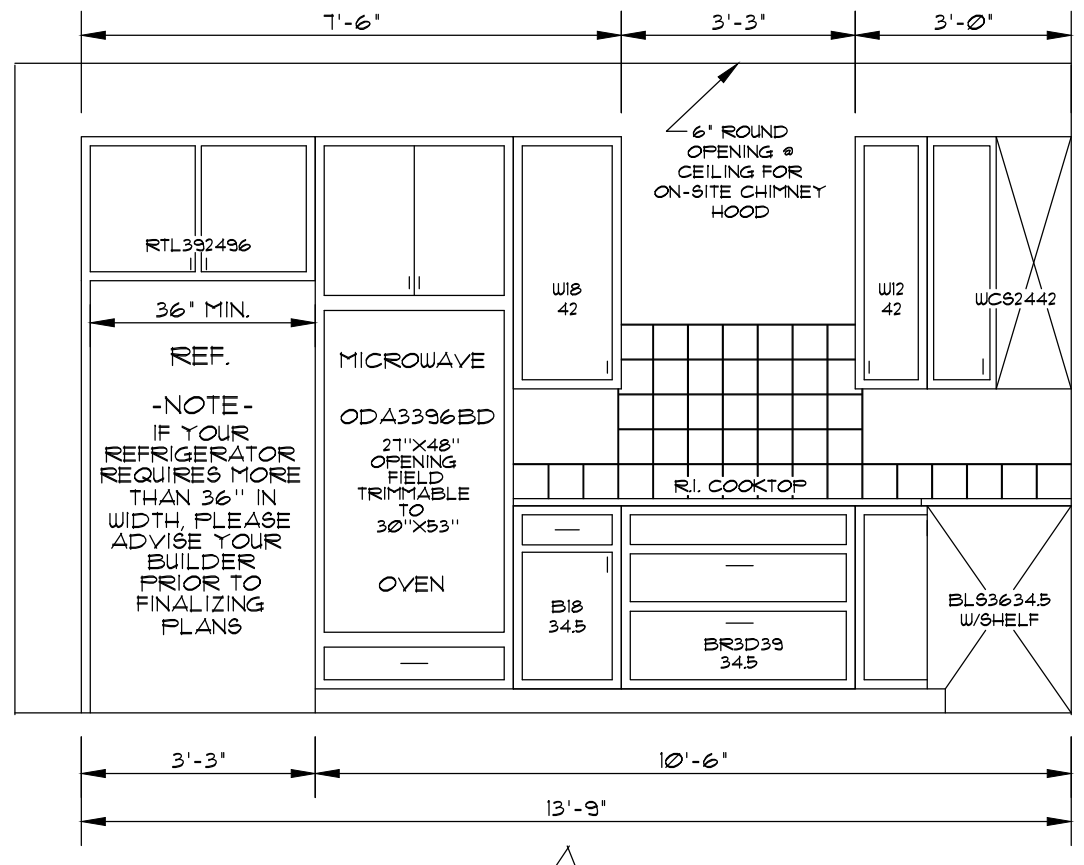 7'-6"
3'-3"
3'-0"
6" ROUND
OPENING @
CEILING FOR
ON-SITE CHIMNEY
HOOD
RTL392496
36" MIN.
REF.
-NOTE-
IF YOUR
REFRIGERATOR
REQUIRES MORE
THAN 36" IN
WIDTH, PLEASE
ADVISE YOUR
BUILDER
PRIOR TO
FINALIZING
PLANS
MICROWAVE
ODA3396BD
27"X48"
OPENING
FIELD
TRIMMABLE
TO
30"X53"
OVEN
W18
42
W12
42
WCS2442
R.I. COOKTOP
B18
34.5
BR3D39
34.5
BLS3634.5
W/SHELF
3'-3"
10'-6"
13'-9"